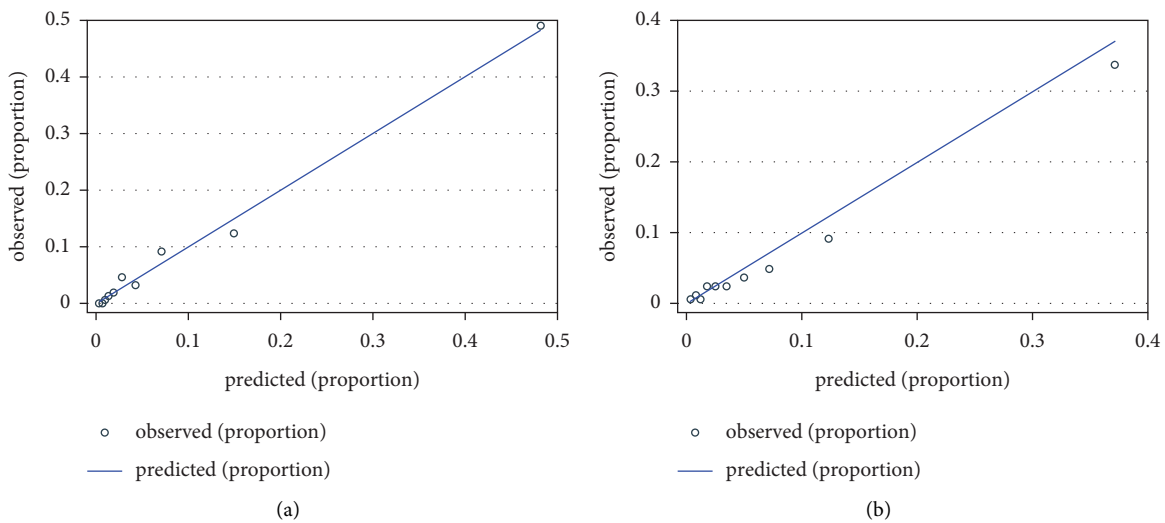 0.5
0.4
0.3
0.2
0.1
0
observed (proportion)
0 0.1 0.2 0.3 0.4 0.5
predicted (proportion)
observed (proportion)
predicted (proportion)
(a)
0.4
0.3
0.2
0.1
0
observed (proportion)
0 0.1 0.2 0.3 0.4
predicted (proportion)
observed (proportion)
predicted (proportion)
(b)